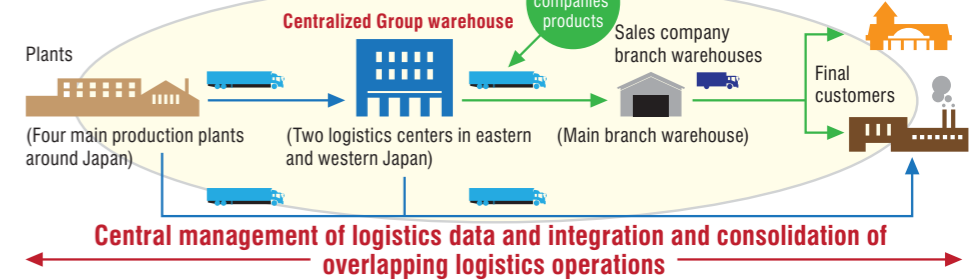 companies
products
Centralized Group warehouse
Plants
Sales company
branch warehouses
Final
customers
(Four main production plants
around Japan)
(Two logistics centers in eastern
and western Japan)
(Main branch warehouse)
Central management of logistics data and integration and consolidation of
overlapping logistics operations